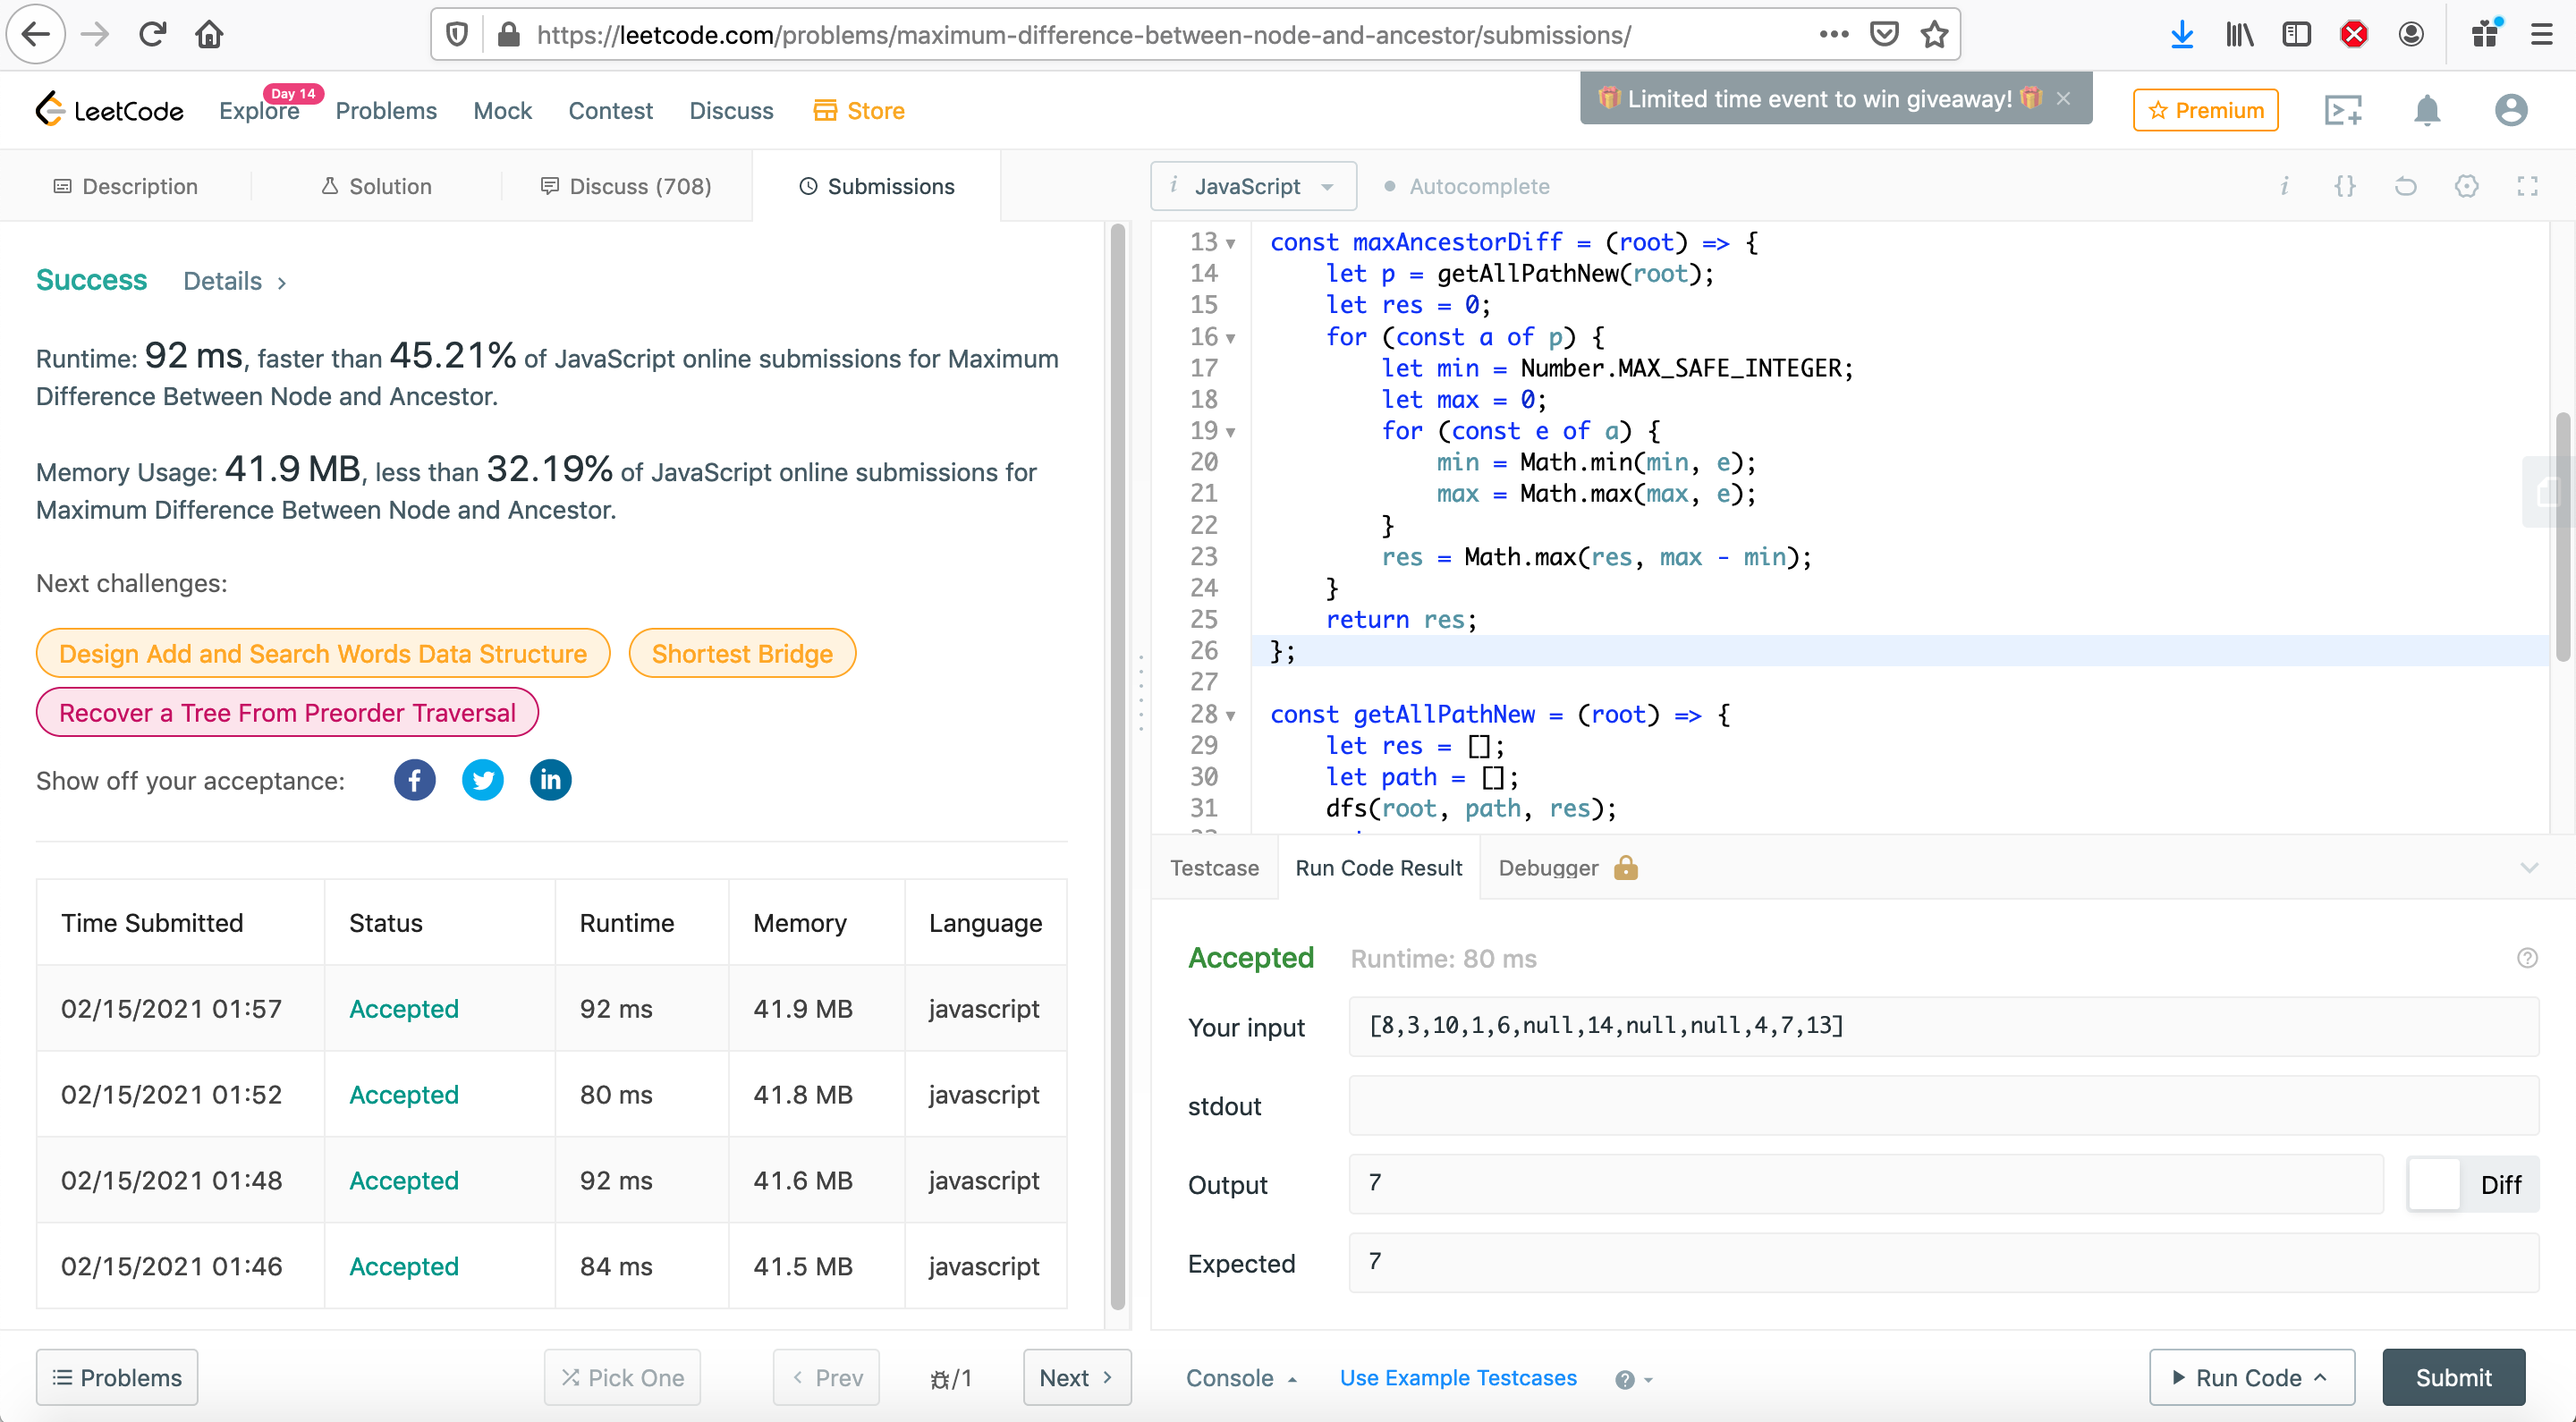 https://leetcode.com/problems/maximum-difference-between-node-and-ancestor/submissions/
LeetCode
Explore
Day 14
Problems
Mock
Contest
Discuss
Store
Limited time event to win giveaway!
Premium
Description
Solution
Discuss (708)
Submissions
Success
Details
Runtime: 92 ms, faster than 45.21% of JavaScript online submissions for Maximum
Difference Between Node and Ancestor.
Memory Usage: 41.9 MB, less than 32.19% of JavaScript online submissions for
Maximum Difference Between Node and Ancestor.
Next challenges:
Design Add and Search Words Data Structure
Shortest Bridge
Recover a Tree From Preorder Traversal
Show off your acceptance:
Time Submitted Status Runtime Memory Language
02/15/2021 01:57 Accepted 92 ms 41.9 MB javascript
02/15/2021 01:52 Accepted 80 ms 41.8 MB javascript
02/15/2021 01:48 Accepted 92 ms 41.6 MB javascript
02/15/2021 01:46 Accepted 84 ms 41.5 MB javascript
Problems
Pick One
Prev
/1
Next
i JavaScript
Autocomplete
i {}
13 const maxAncestorDiff = (root) => {
14 let p = getAllPathNew(root);
15 let res = 0;
16 for (const a of p) {
17 let min = Number.MAX_SAFE_INTEGER;
18 let max = 0;
19 for (const e of a) {
20 min = Math.min(min, e);
21 max = Math.max(max, e);
22 }
23 res = Math.max(res, max - min);
24 }
25 return res;
26 };
27
28 const getAllPathNew = (root) => {
29 let res = [];
30 let path = [];
31 dfs(root, path, res);
Testcase
Run Code Result
Debugger
Accepted
Runtime: 80 ms
Your input
[8,3,10,1,6,null,14,null,null,4,7,13]
stdout
Output
7
Diff
Expected
7
Console
Use Example Testcases
Run Code
Submit